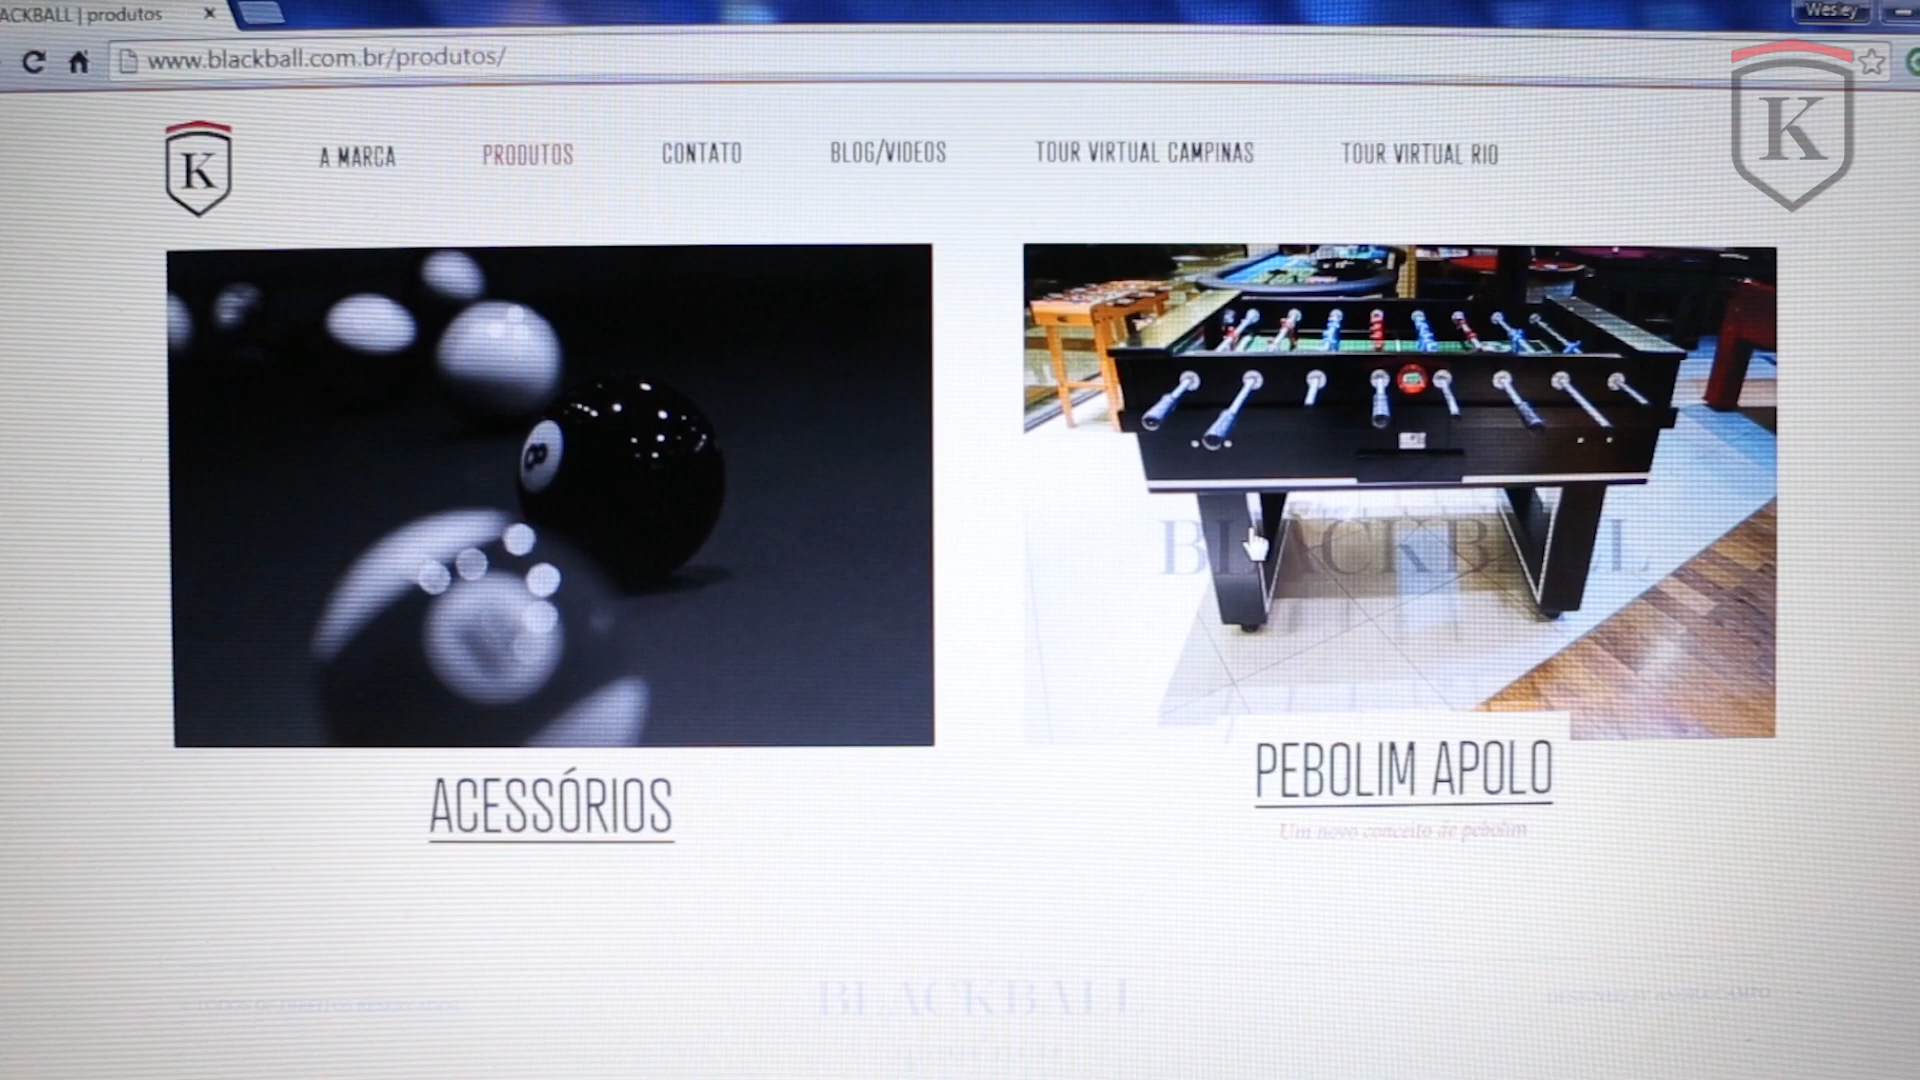 ACKBALL | produtos
Wesley
www.blackball.com.br/produtos/
K
A MARCA PRODUTOS CONTATO BLOG/VIDEOS TOUR VIRTUAL CAMPINAS TOUR VIRTUAL RIO
K
8
BLACKBALL
ACESSÓRIOS
PEBOLIM APOLO
Um novo conceito de pebolim
BLACKBALL